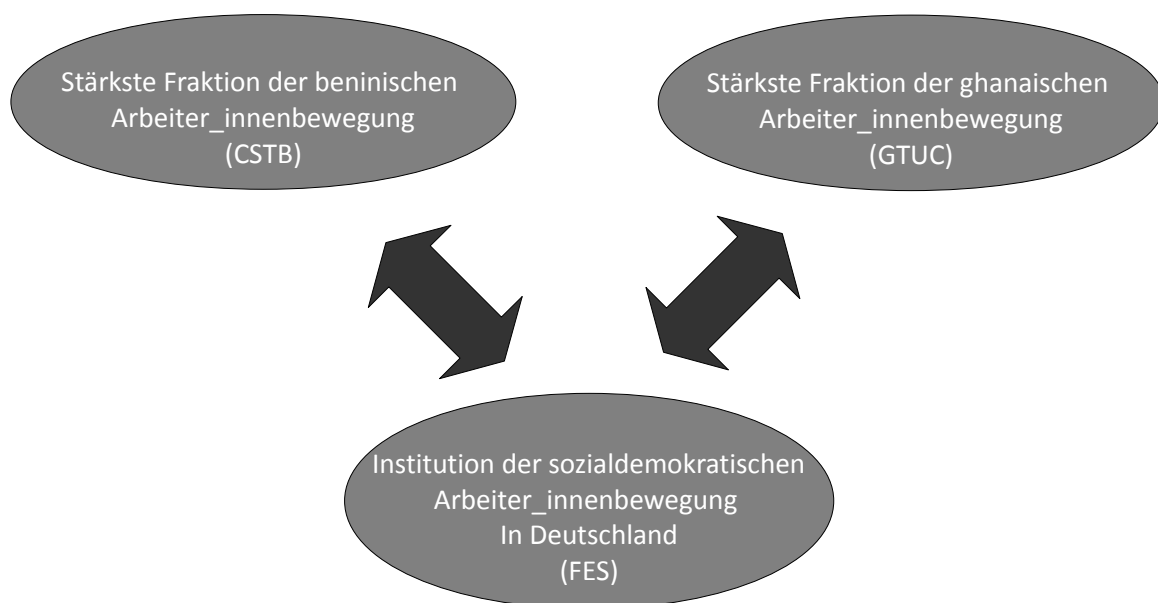 Stärkste Fraktion der beninischen
Arbeiter_innenbewegung
(CSTB)
Stärkste Fraktion der ghanaischen
Arbeiter_innenbewegung
(GTUC)
Institution der sozialdemokratischen
Arbeiter_innenbewegung
In Deutschland
(FES)